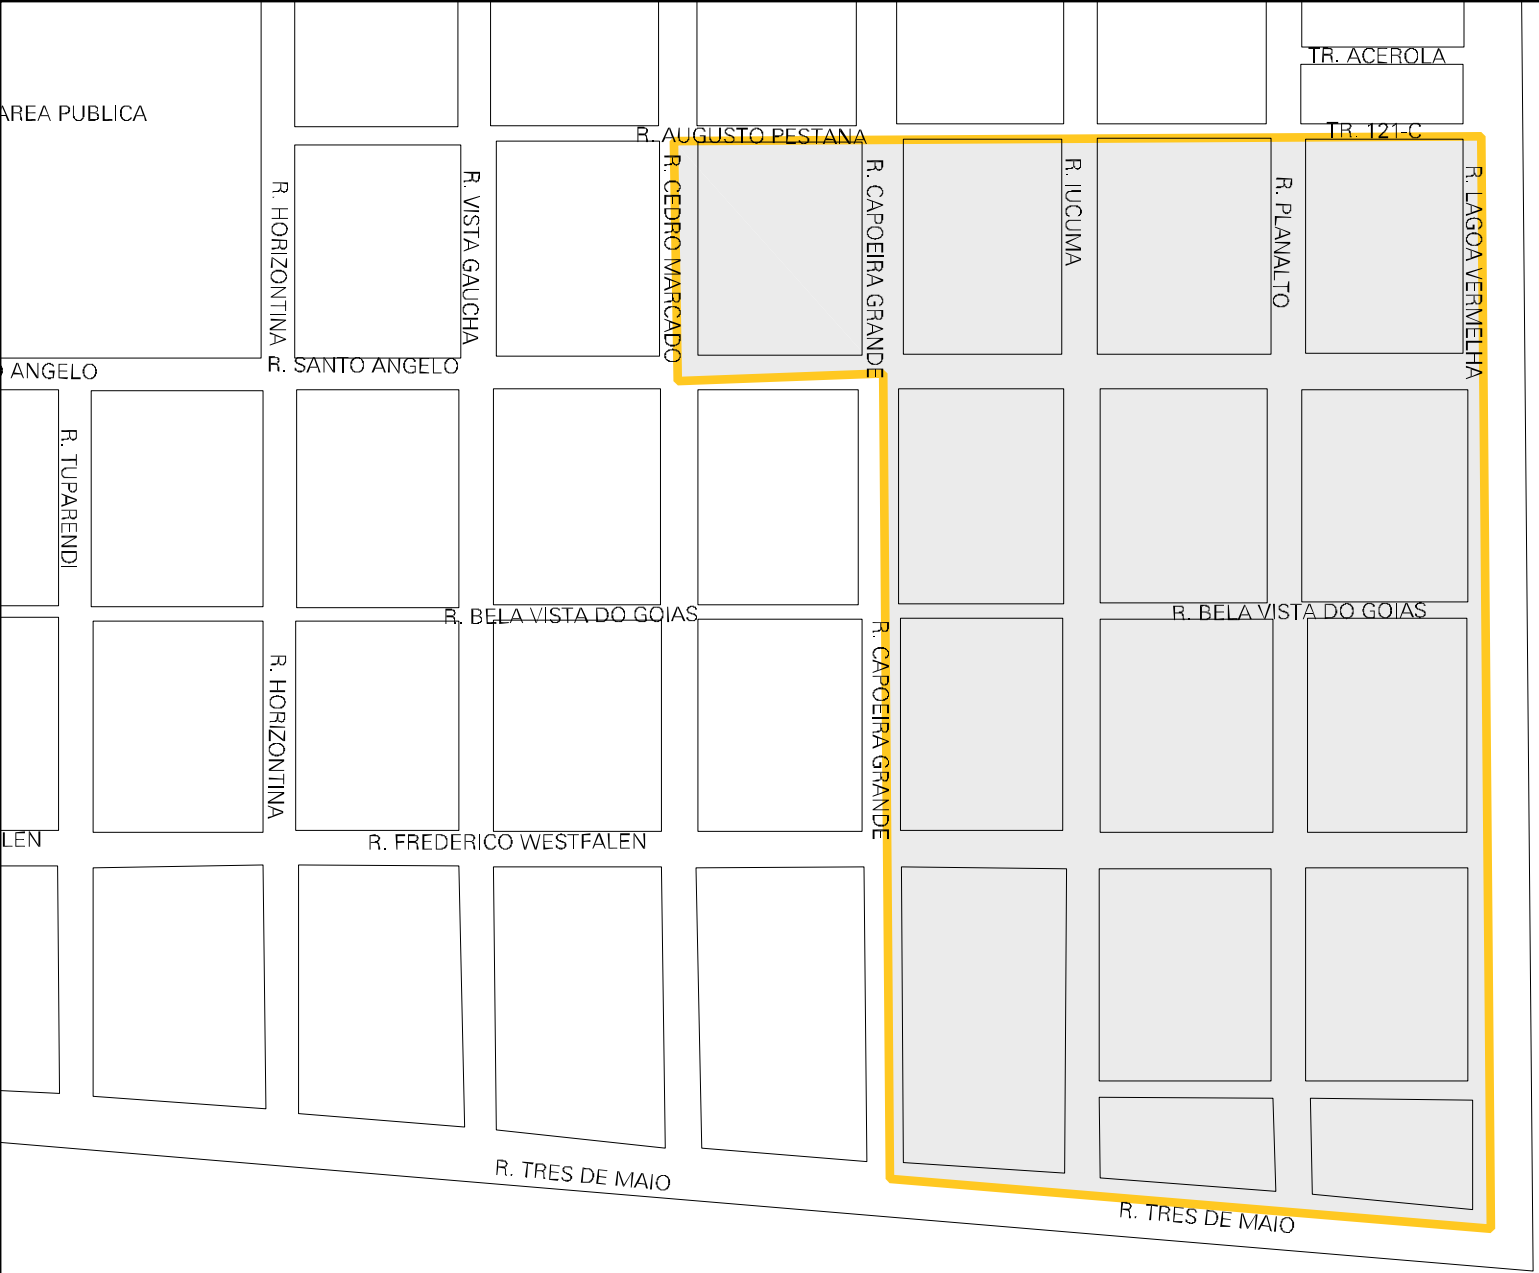 TR. ACEROLA
AREA PUBLICA
TR. 121-C
R. AUGUSTO PESTANA
R. HORIZONTINA
R. VISTA GAUCHA
R. CEDRO MARCADO
R. CAPOEIRA GRANDE
R. IUCUMA
R. PLANALTO
R. LAGOA VERMELHA
ANGELO
R. SANTO ANGELO
R. TUPARENDI
R. BELA VISTA DO GOIAS
R. BELA VISTA DO GOIAS
R. HORIZONTINA
R. CAPOEIRA GRANDE
LEN
R. FREDERICO WESTFALEN
R. TRES DE MAIO
R. TRES DE MAIO